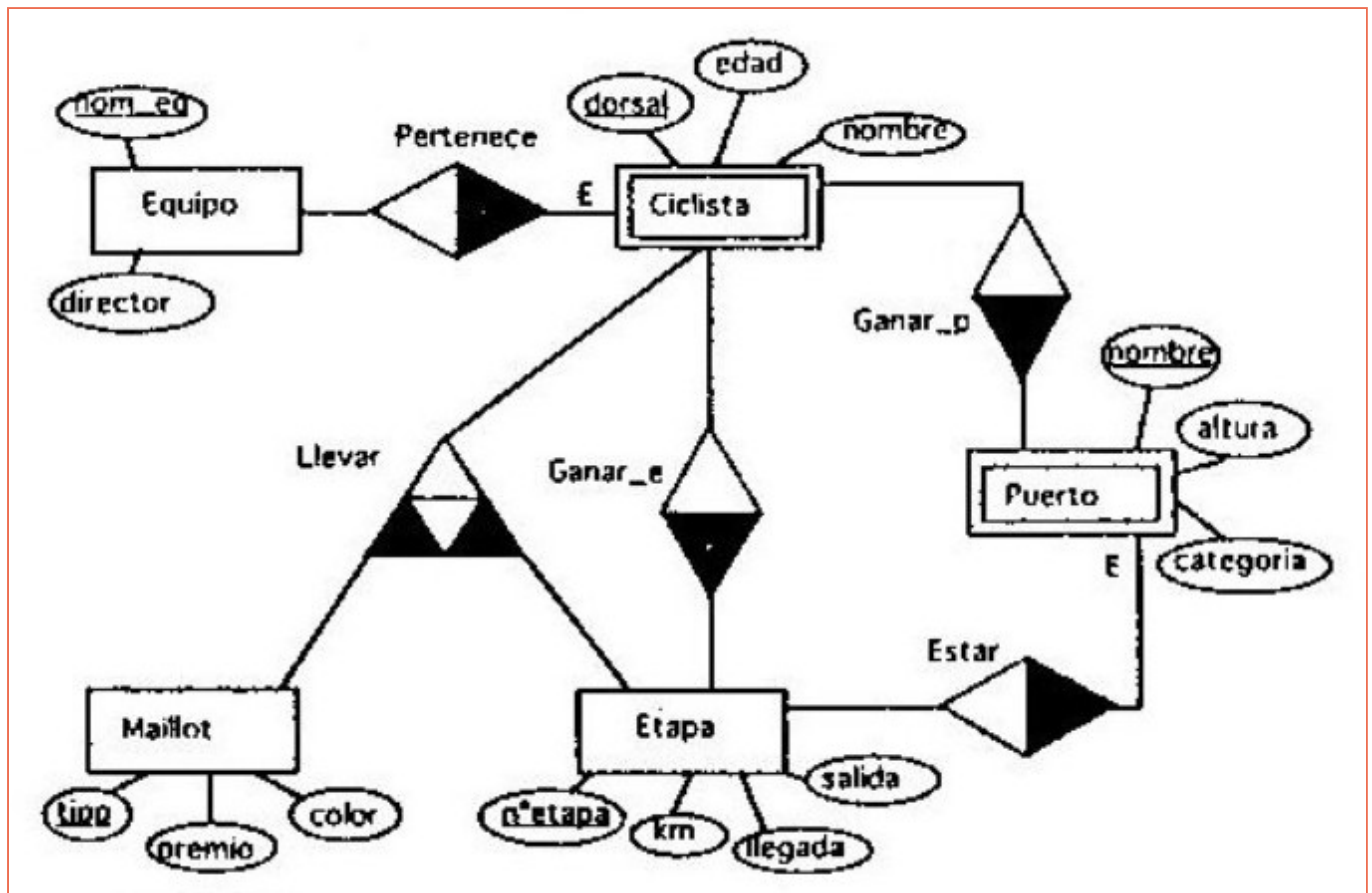 edad
dorsal
nombre
nom_eq
Pertenece
E
Equipo
Ciclista
director
Ganar_p
nombre
altura
Llevar
Ganar_e
Puerto
E
categoria
Estar
Maillot
Etapa
salida
tipo
color
premio
n°etapa
km
llegada